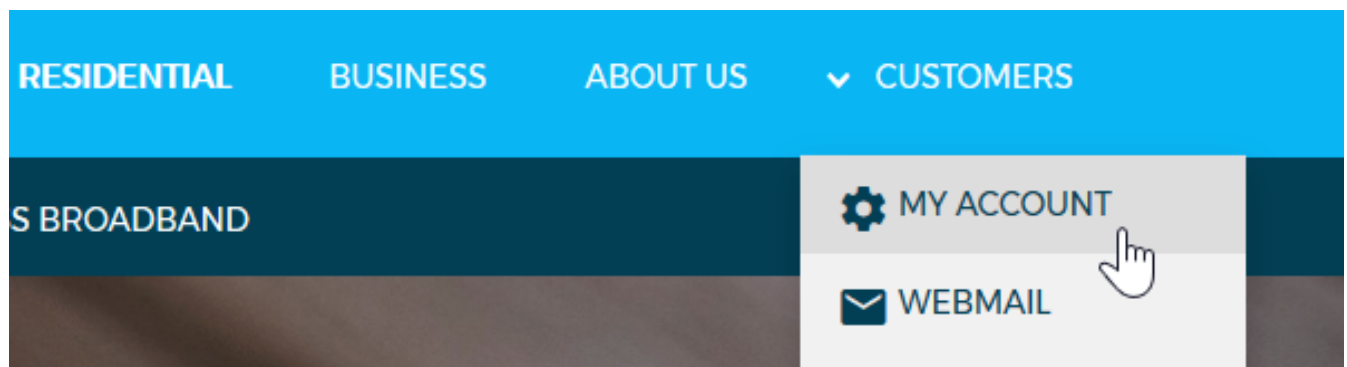 RESIDENTIAL BUSINESS ABOUT US CUSTOMERS
S BROADBAND
MY ACCOUNT
WEBMAIL